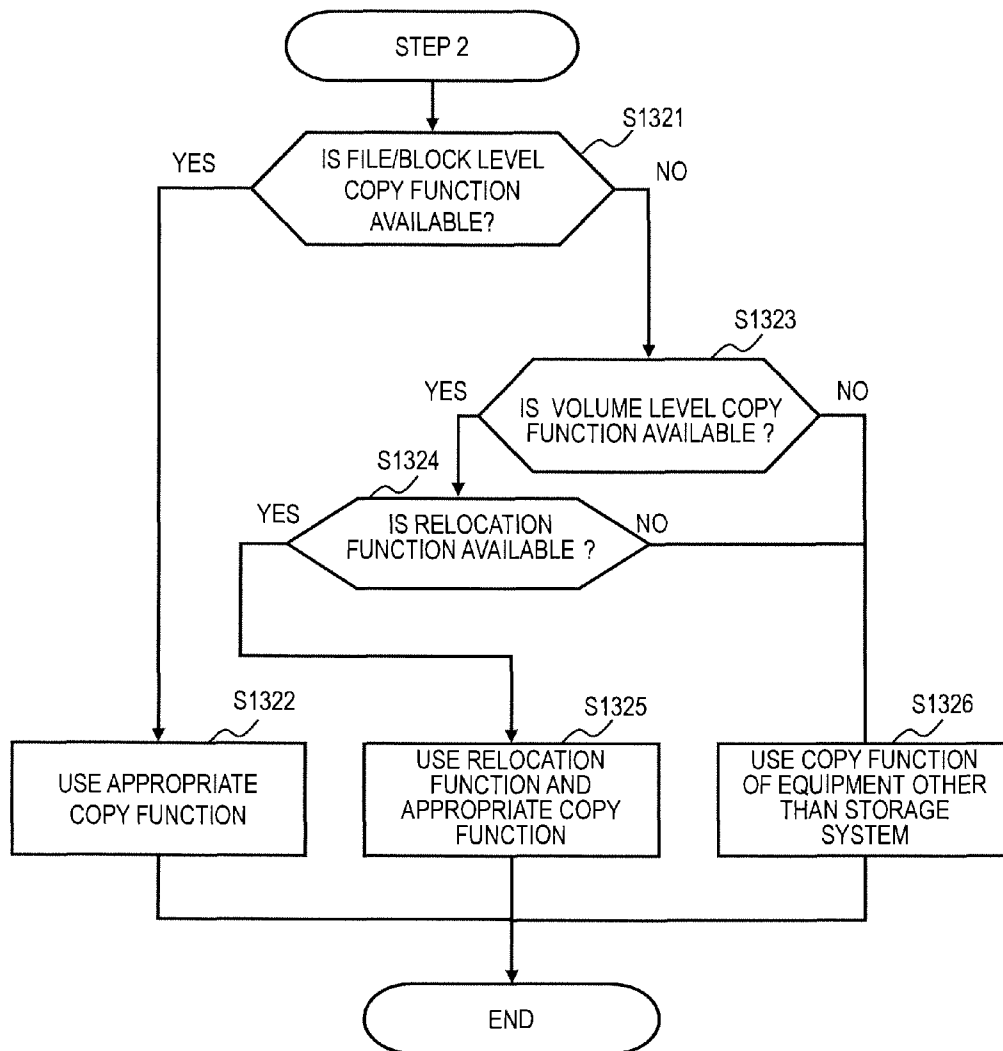 STEP 2
S1321
YES
IS FILE/BLOCK LEVEL
COPY FUNCTION
AVAILABLE?
NO
S1323
YES
IS VOLUME LEVEL COPY
FUNCTION AVAILABLE ?
NO
S1324
YES
IS RELOCATION
FUNCTION AVAILABLE ?
NO
S1322
USE APPROPRIATE
COPY FUNCTION
S1325
USE RELOCATION
FUNCTION AND
APPROPRIATE COPY
FUNCTION
S1326
USE COPY FUNCTION
OF EQUIPMENT OTHER
THAN STORAGE
SYSTEM
END